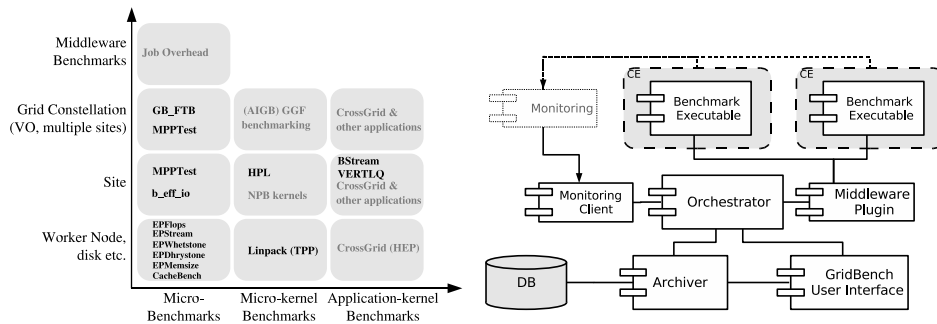 Middleware
Benchmarks
Job Overhead
Grid Constellation
(VO, multiple sites)
GB_FTB
MPPTest
(AIGB) GGF
benchmarking
CrossGrid &
other applications
Site
MPPTest
b_eff_io
HPL
NPB kernels
BStream
VERTLQ
CrossGrid &
other applications
Worker Node,
disk etc.
EPFlops
EPStream
EPWhetstone
EPDhrystone
EPMemsize
CacheBench
Linpack (TPP)
CrossGrid (HEP)
Micro-
Benchmarks
Micro-kernel
Benchmarks
Application-kernel
Benchmarks
Monitoring
CE
Benchmark
Executable
CE
Benchmark
Executable
Monitoring
Client
Orchestrator
Middleware
Plugin
DB
Archiver
GridBench
User Interface